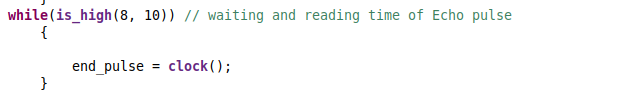 }
while(is_high(8, 10)) // waiting and reading time of Echo pulse
{
end_pulse = clock();
}